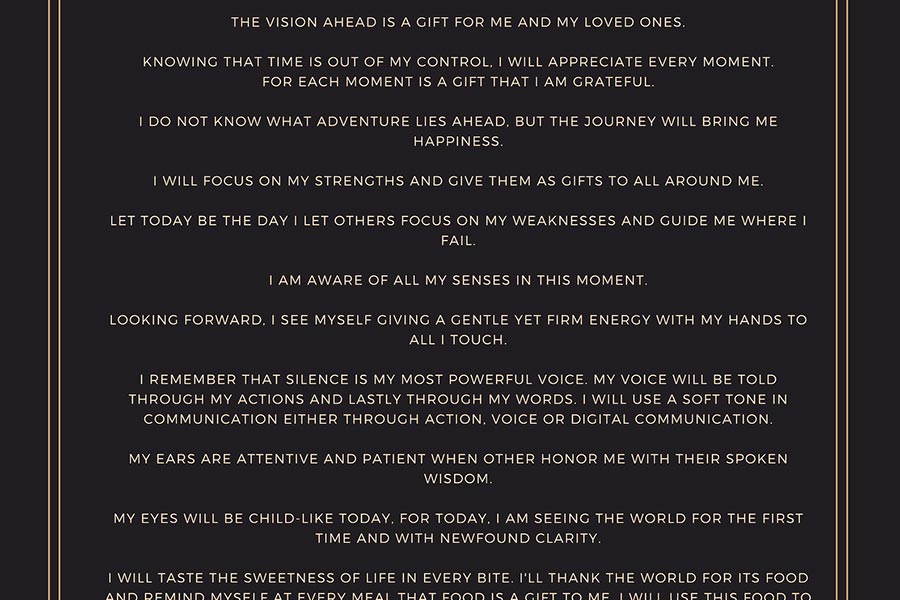 THE VISION AHEAD IS A GIFT FOR ME AND MY LOVED ONES.
KNOWING THAT TIME IS OUT OF MY CONTROL, I WILL APPRECIATE EVERY MOMENT.
FOR EACH MOMENT IS A GIFT THAT I AM GRATEFUL.
I DO NOT KNOW WHAT ADVENTURE LIES AHEAD, BUT THE JOURNEY WILL BRING ME
HAPPINESS.
I WILL FOCUS ON MY STRENGTHS AND GIVE THEM AS GIFTS TO ALL AROUND ME.
LET TODAY BE THE DAY I LET OTHERS FOCUS ON MY WEAKNESSES AND GUIDE ME WHERE I
FAIL.
I AM AWARE OF ALL MY SENSES IN THIS MOMENT.
LOOKING FORWARD, I SEE MYSELF GIVING A GENTLE YET FIRM ENERGY WITH MY HANDS TO
ALL I TOUCH.
I REMEMBER THAT SILENCE IS MY MOST POWERFUL VOICE. MY VOICE WILL BE TOLD
THROUGH MY ACTIONS AND LASTLY THROUGH MY WORDS. I WILL USE A SOFT TONE IN
COMMUNICATION EITHER THROUGH ACTION, VOICE OR DIGITAL COMMUNICATION.
MY EARS ARE ATTENTIVE AND PATIENT WHEN OTHER HONOR ME WITH THEIR SPOKEN
WISDOM.
MY EYES WILL BE CHILD-LIKE TODAY, FOR TODAY, I AM SEEING THE WORLD FOR THE FIRST
TIME AND WITH NEWFOUND CLARITY.
I WILL TASTE THE SWEETNESS OF LIFE IN EVERY BITE. I'LL THANK THE WORLD FOR ITS FOOD
AND REMIND MYSELF AT EVERY MEAL THAT FOOD IS A GIFT TO ME. I WILL USE THIS FOOD TO